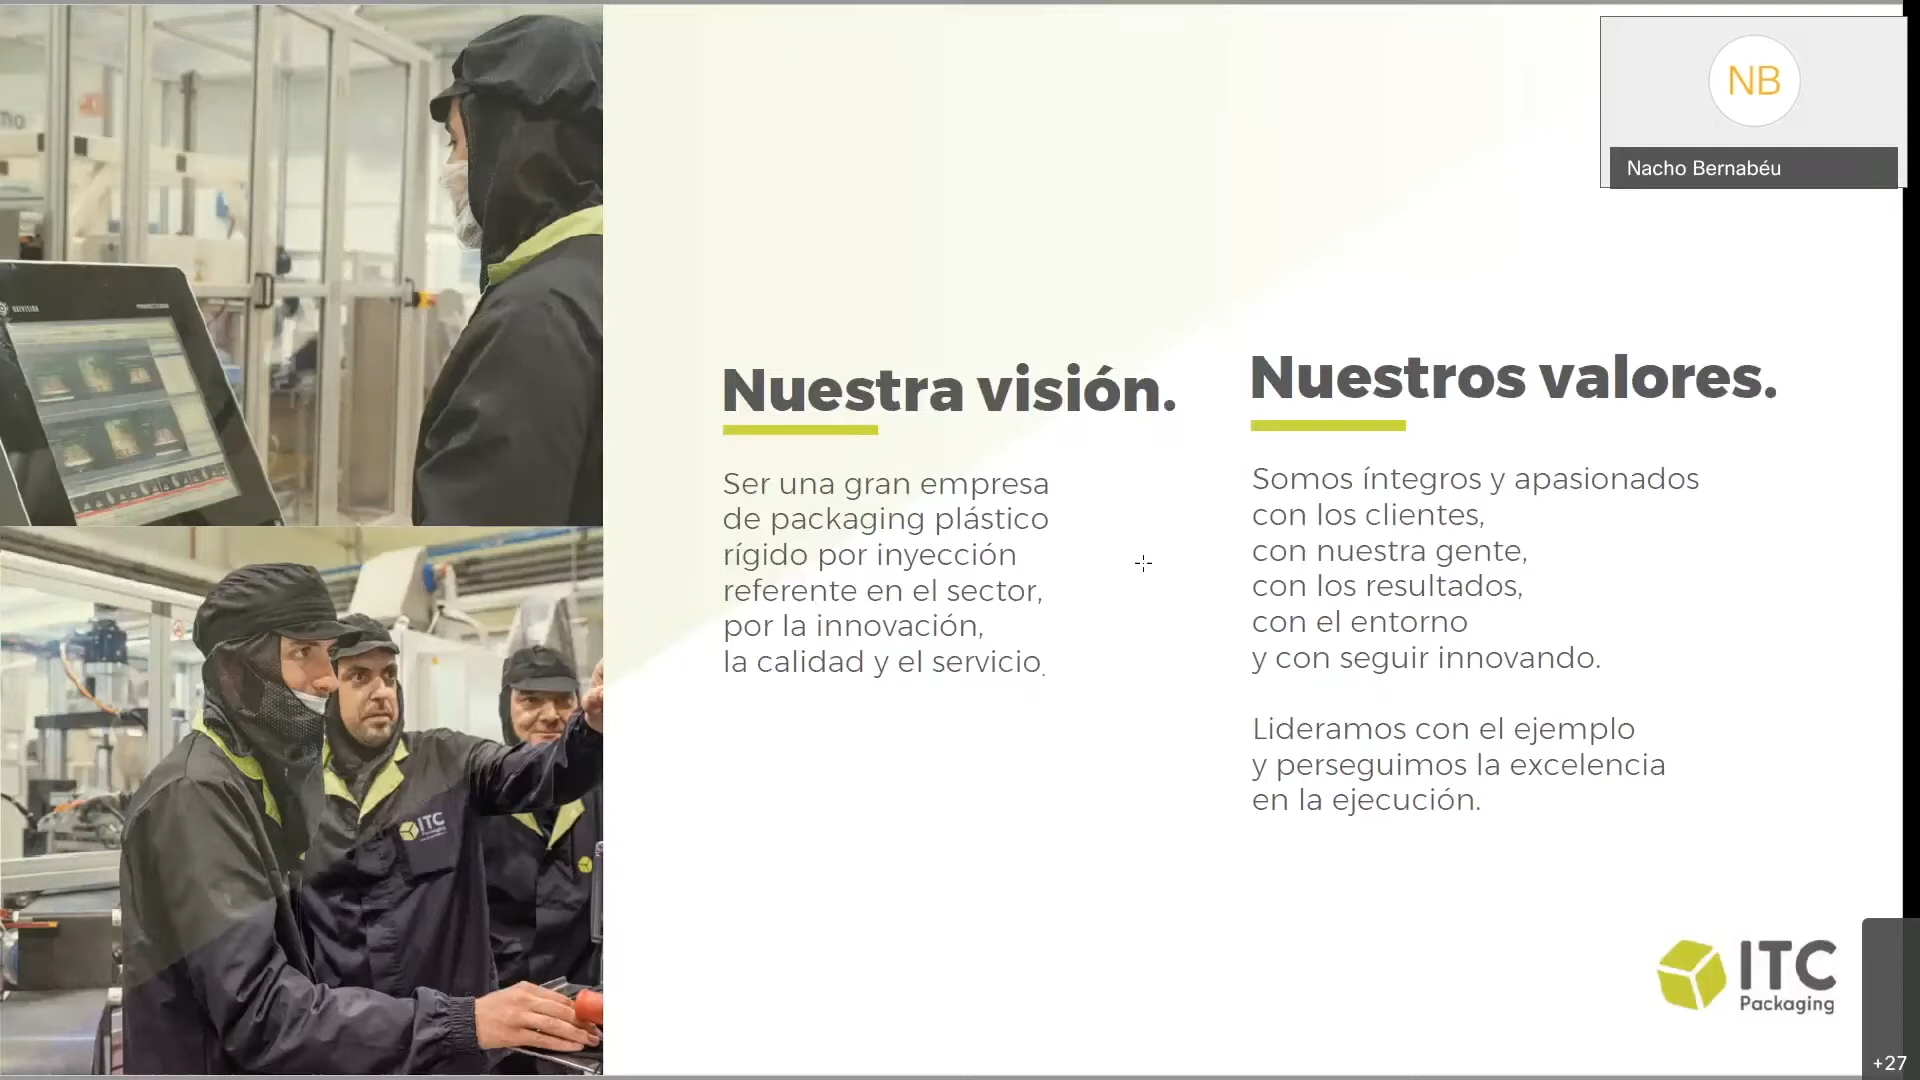 NB
Nacho Bernabéu
Nuestra visión.
Ser una gran empresa
de packaging plástico
rígido por inyección
referente en el sector,
por la innovación,
la calidad y el servicio.
Nuestros valores.
Somos íntegros y apasionados
con los clientes,
con nuestra gente,
con los resultados,
con el entorno
y con seguir innovando.
Lideramos con el ejemplo
y perseguimos la excelencia
en la ejecución.
ITC
Packaging
ITC
Packaging
+27